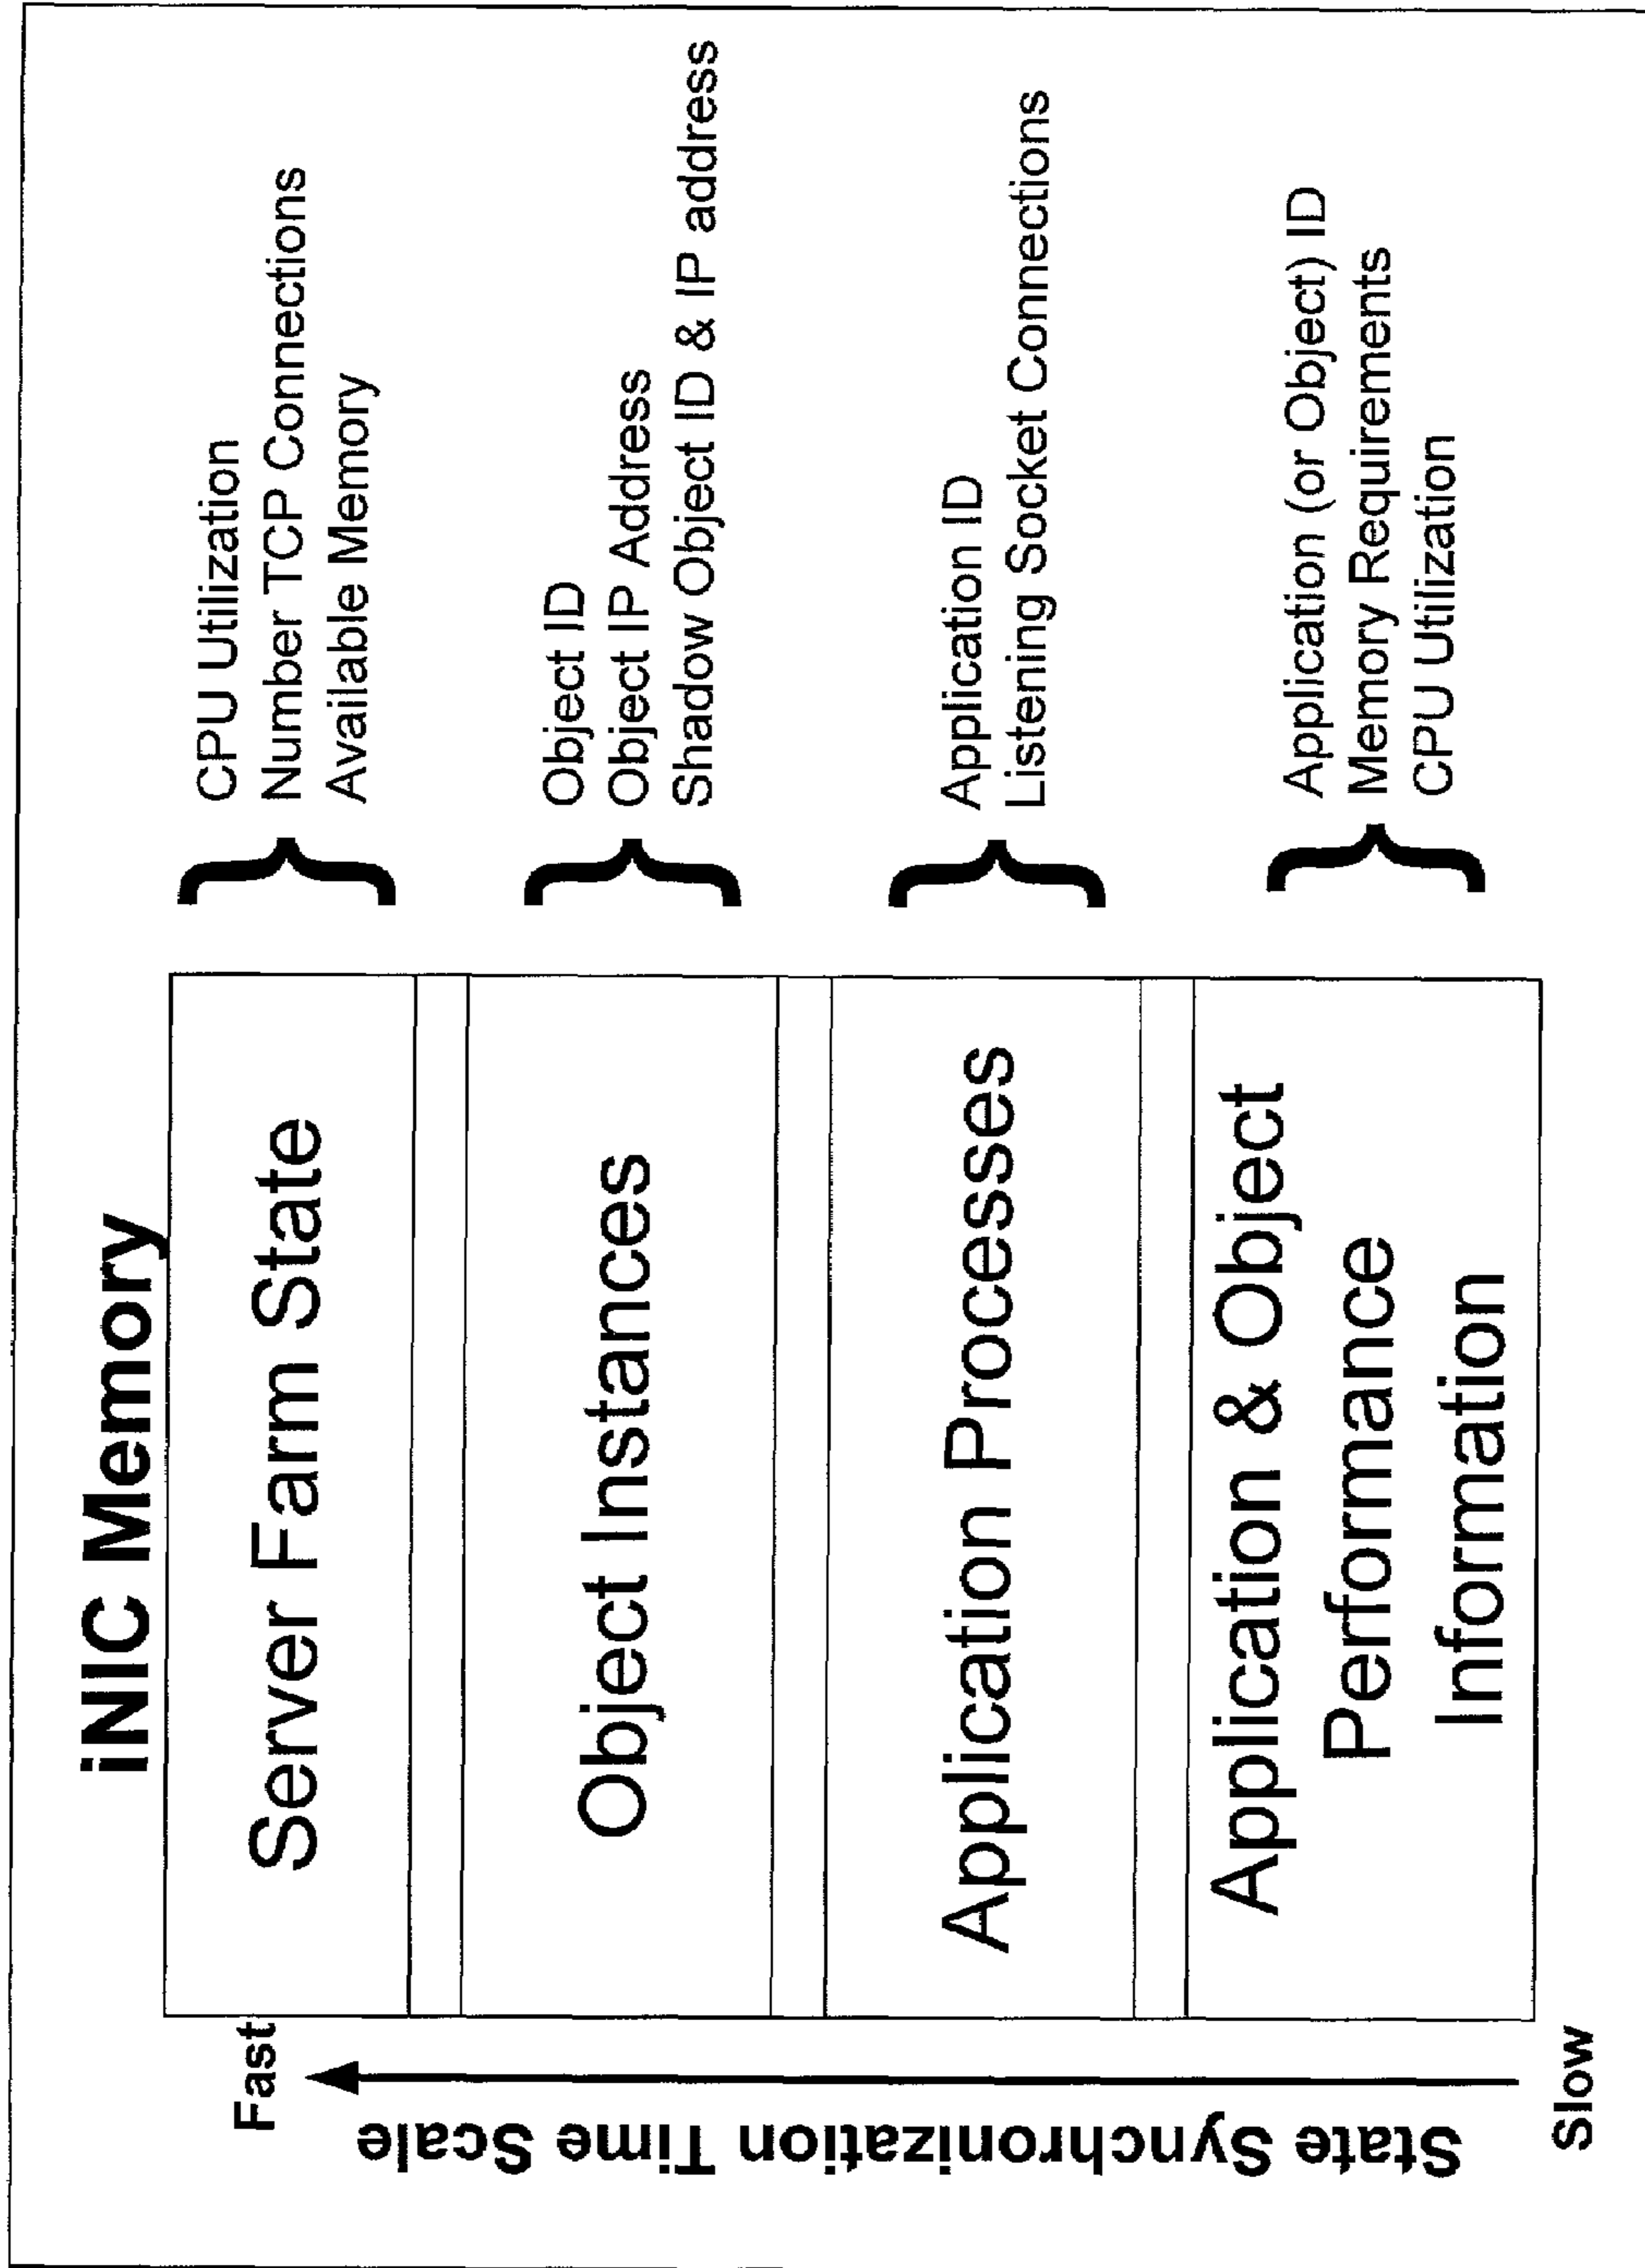 iNIC Memory
Fast
State Synchronization Time Scale
Slow
Server Farm State
CPU Utilization
Number TCP Connections
Available Memory
Object Instances
Object ID
Object IP Address
Shadow Object ID & IP address
Application Processes
Application ID
Listening Socket Connections
Application & Object
Performance
Information
Application (or Object) ID
Memory Requirements
CPU Utilization